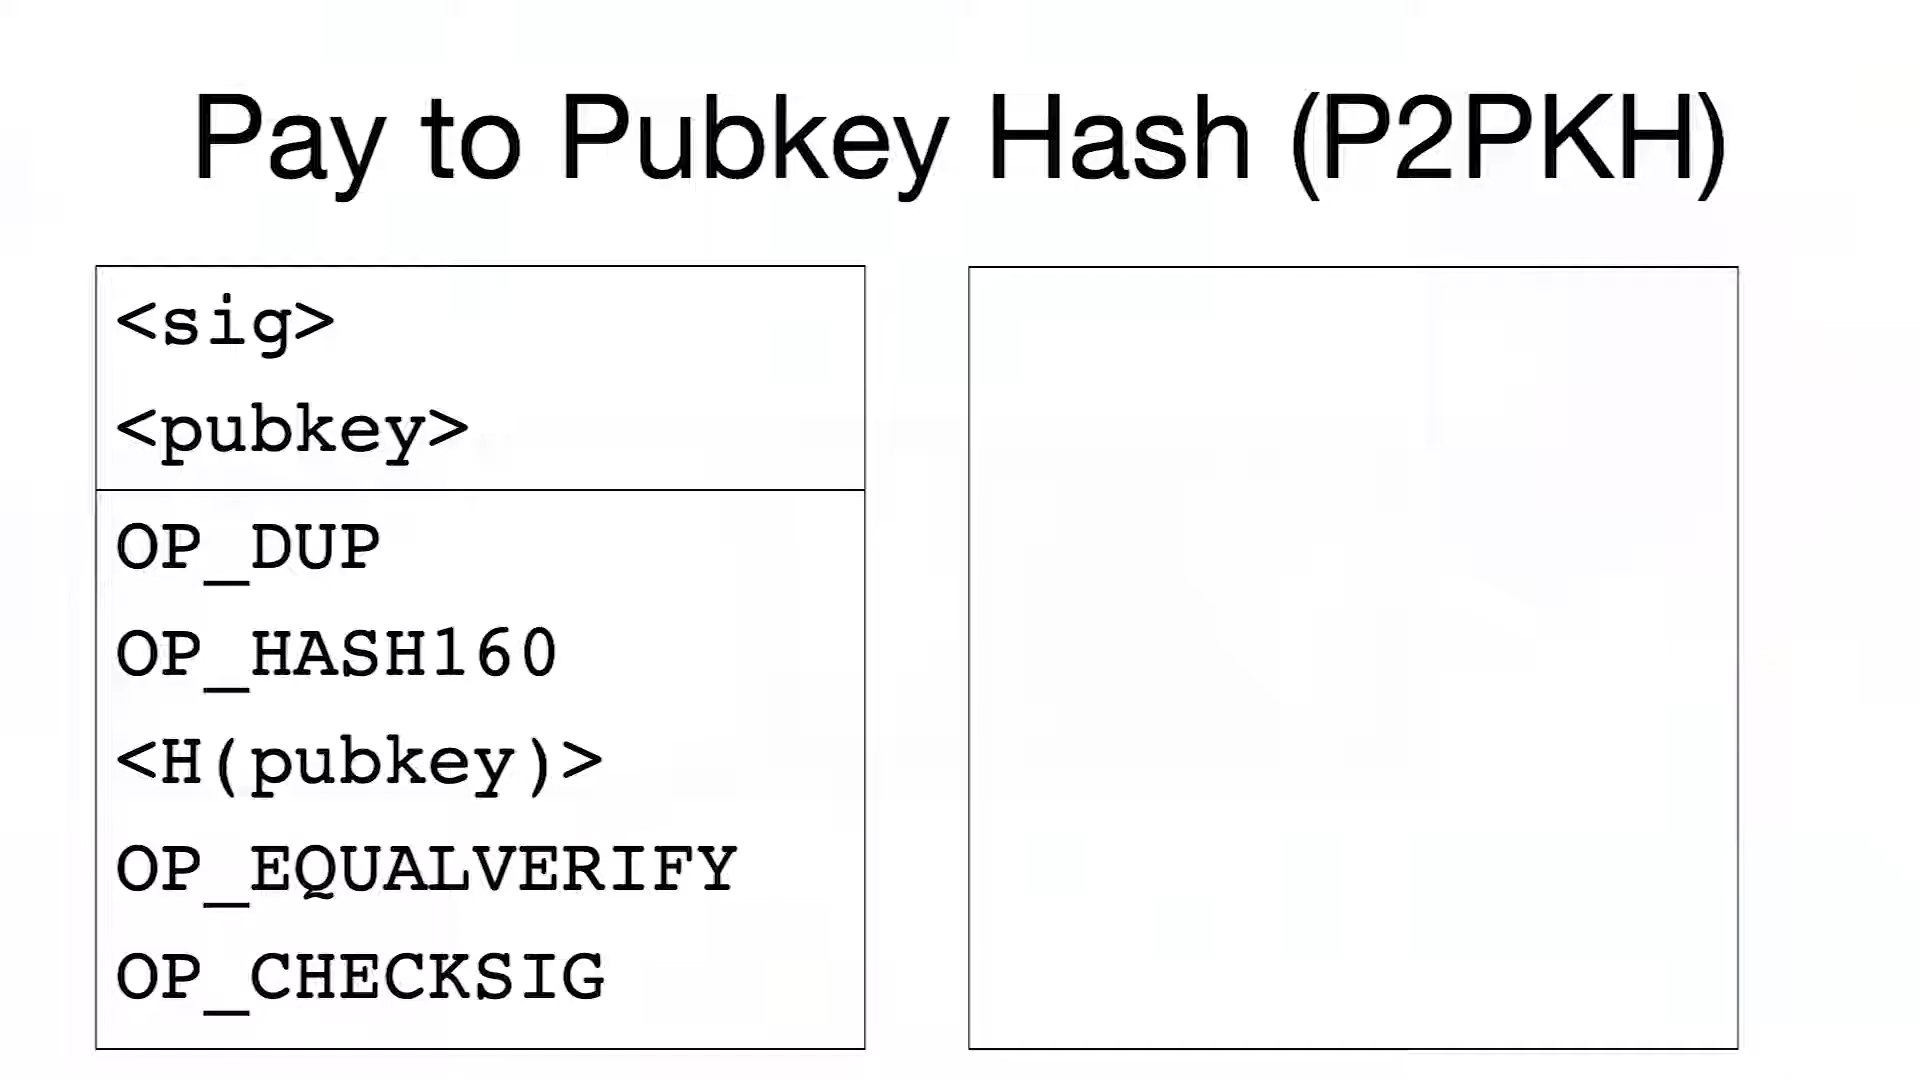 Pay to Pubkey Hash (P2PKH)
<sig>
<pubkey>
OP_DUP
OP_HASH160
<H(pubkey)>
OP_EQUALVERIFY
OP_CHECKSIG